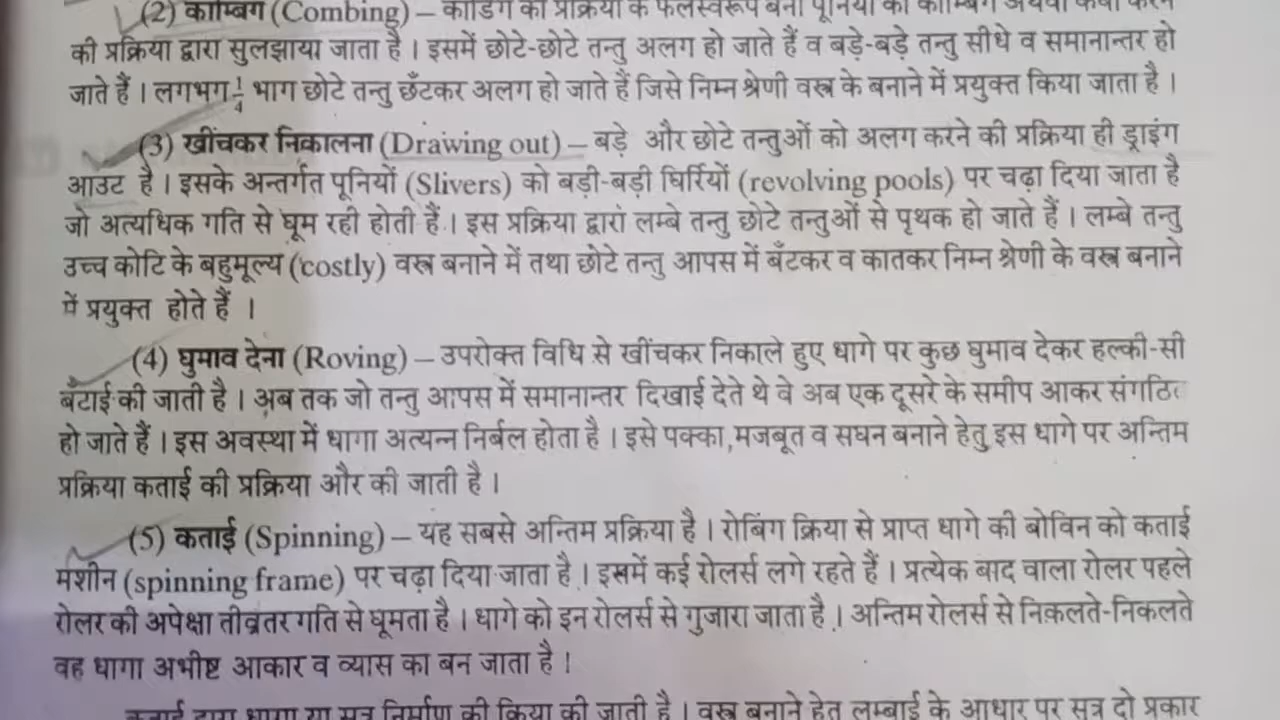 (2) काम्बिंग (Combing) – कार्डिंग की प्रक्रिया के फलस्वरूप बनी पूनियों को काम्बिंग अथवा कंघी करने
की प्रक्रिया द्वारा सुलझाया जाता है । इसमें छोटे-छोटे तन्तु अलग हो जाते हैं व बड़े-बड़े तन्तु सीधे व समानान्तर हो
जाते हैं । लगभग 1/4 भाग छोटे तन्तु छँटकर अलग हो जाते हैं जिसे निम्न श्रेणी वस्त्र के बनाने में प्रयुक्त किया जाता है ।
(3) खींचकर निकालना (Drawing out) – बड़े और छोटे तन्तुओं को अलग करने की प्रक्रिया ही ड्राइंग
आउट है । इसके अन्तर्गत पूनियों (Slivers) को बड़ी-बड़ी घिर्रियों (revolving pools) पर चढ़ा दिया जाता है
जो अत्यधिक गति से घूम रही होती हैं । इस प्रक्रिया द्वारा लम्बे तन्तु छोटे तन्तुओं से पृथक हो जाते हैं । लम्बे तन्तु
उच्च कोटि के बहुमूल्य (costly) वस्त्र बनाने में तथा छोटे तन्तु आपस में बँटकर व कातकर निम्न श्रेणी के वस्त्र बनाने
में प्रयुक्त होते हैं ।
(4) घुमाव देना (Roving) – उपरोक्त विधि से खींचकर निकाले हुए धागे पर कुछ घुमाव देकर हल्की-सी
बँटाई की जाती है । अब तक जो तन्तु आपस में समानान्तर दिखाई देते थे वे अब एक दूसरे के समीप आकर संगठित
हो जाते हैं । इस अवस्था में धागा अत्यन्न निर्बल होता है । इसे पक्का, मजबूत व सघन बनाने हेतु इस धागे पर अन्तिम
प्रक्रिया कताई की प्रक्रिया और की जाती है ।
(5) कताई (Spinning) – यह सबसे अन्तिम प्रक्रिया है । रोबिंग क्रिया से प्राप्त धागे की बोविन को कताई
मशीन (spinning frame) पर चढ़ा दिया जाता है । इसमें कई रोलर्स लगे रहते हैं । प्रत्येक बाद वाला रोलर पहले
रोलर की अपेक्षा तीव्रतर गति से घूमता है । धागे को इन रोलर्स से गुजारा जाता है । अन्तिम रोलर्स से निकलते-निकलते
वह धागा अभीष्ट आकार व व्यास का बन जाता है ।
कताई द्वारा धागा या सूत्र निर्माण की क्रिया की जाती है । वस्त्र बनाने हेतु लम्बाई के आधार पर सूत्र दो प्रकार